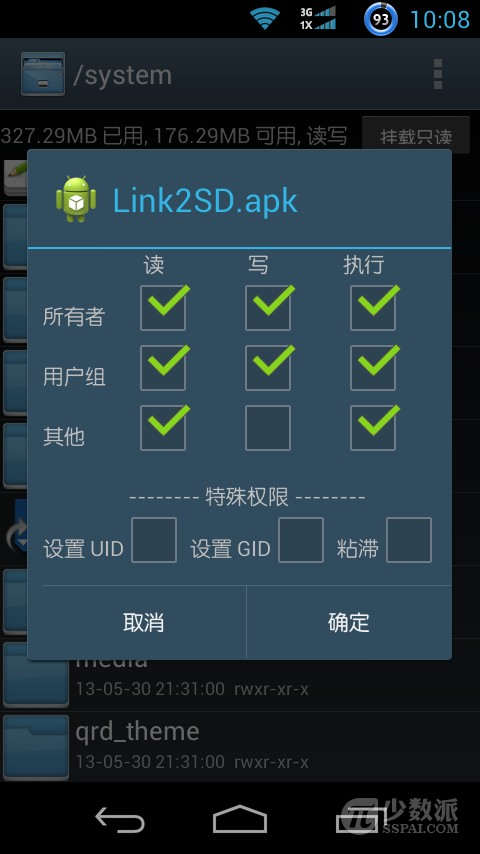 3G
1X
93
10:08
/system
327.29MB 已用, 176.29MB 可用, 读写
挂载只读
Link2SD.apk
读 写 执行
所有者
用户组
其他
-------- 特殊权限 --------
设置 UID 设置 GID 粘滞
取消 确定
media
13-05-30 21:31:00 rwxr-xr-x
qrd_theme
13-05-30 21:31:00 rwxr-xr-x
少数派
SSPAI.COM